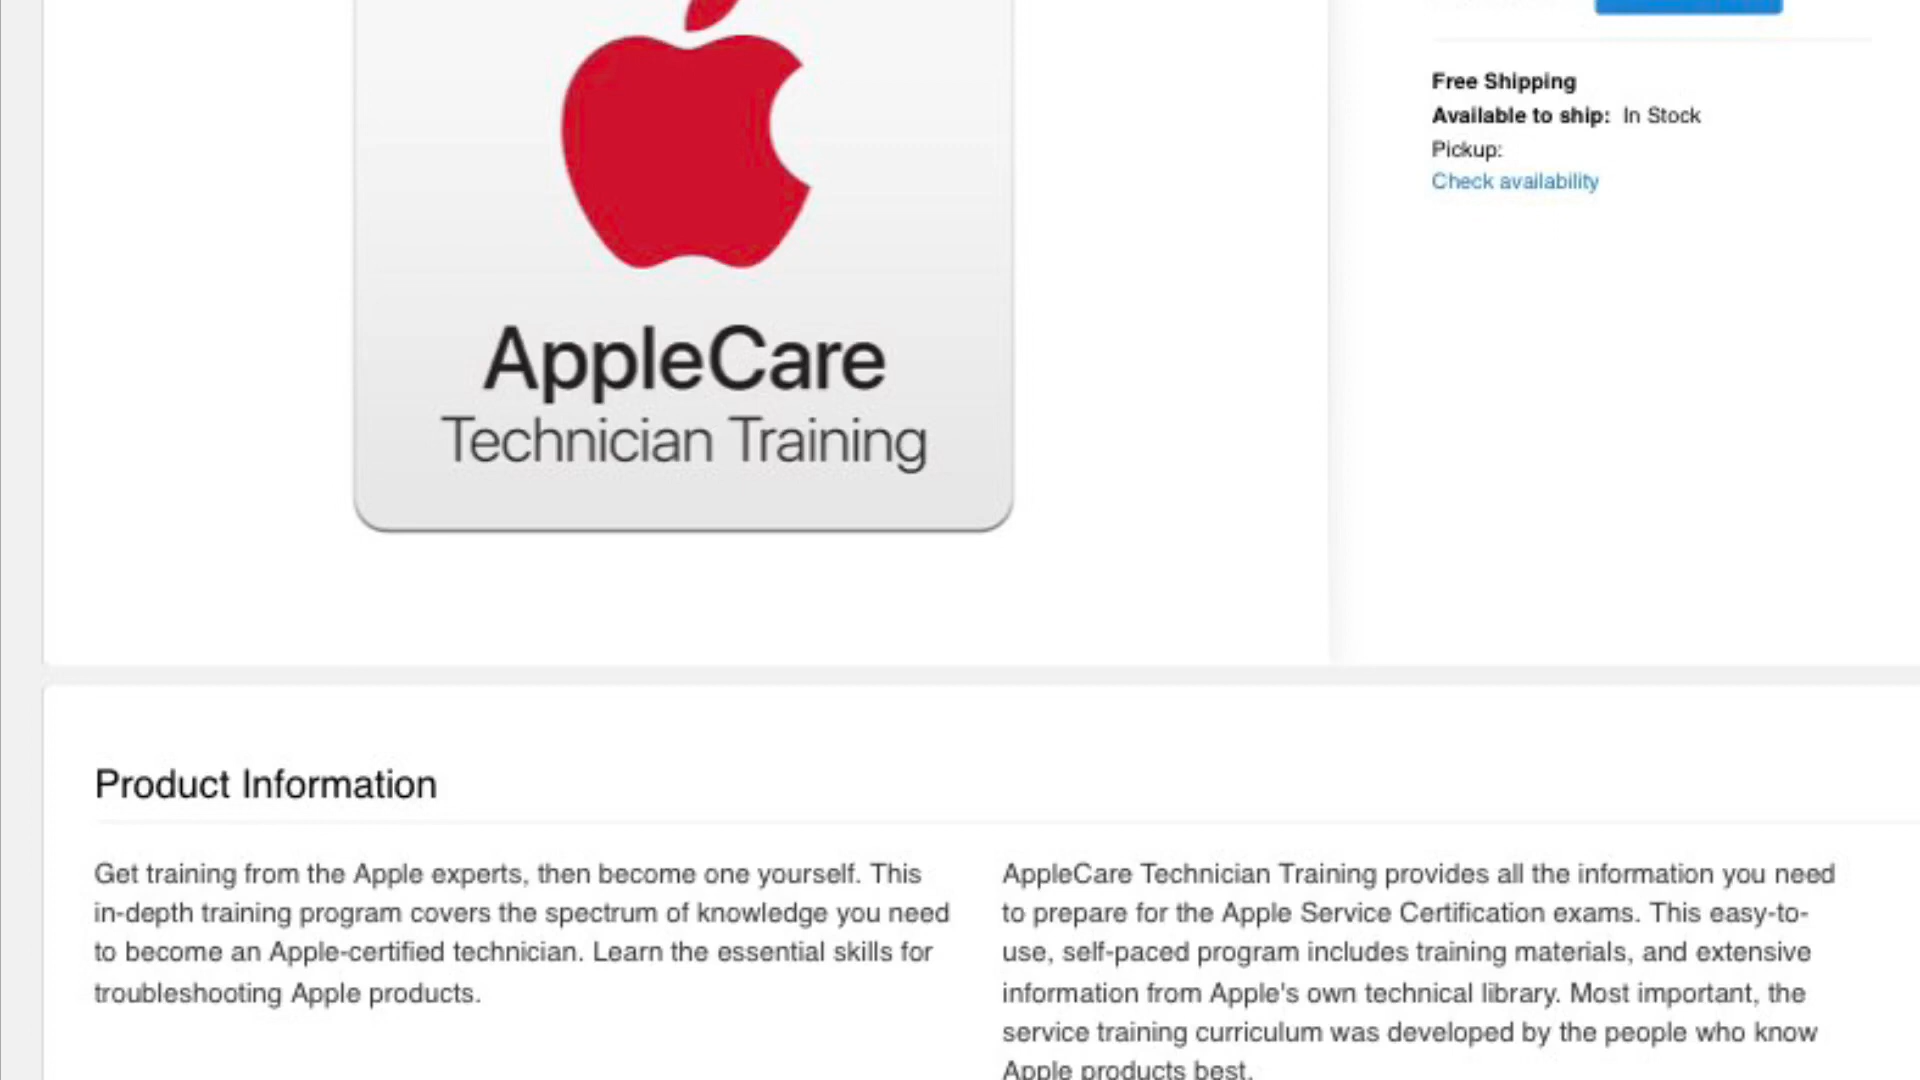 Free Shipping
Available to ship: In Stock
Pickup:
Check availability
AppleCare
Technician Training
Product Information
Get training from the Apple experts, then become one yourself. This
in-depth training program covers the spectrum of knowledge you need
to become an Apple-certified technician. Learn the essential skills for
troubleshooting Apple products.
AppleCare Technician Training provides all the information you need
to prepare for the Apple Service Certification exams. This easy-to-
use, self-paced program includes training materials, and extensive
information from Apple's own technical library. Most important, the
service training curriculum was developed by the people who know
Apple products best.